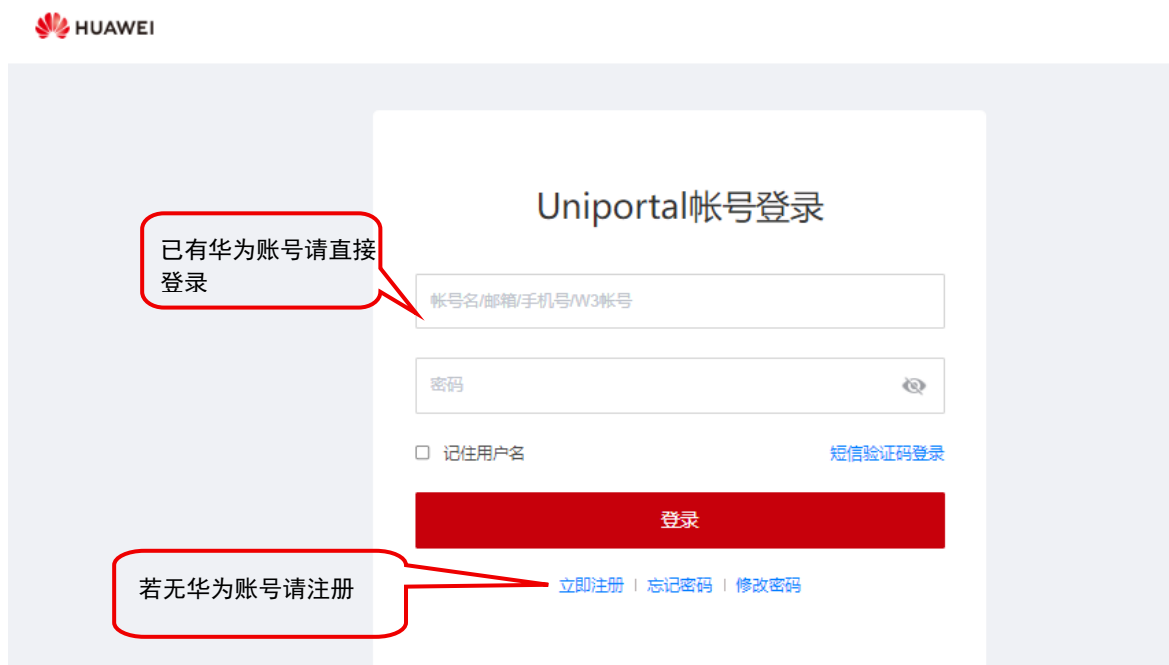 HUAWEI
Uniportal帐号登录
已有华为账号请直接
登录
帐号名/邮箱/手机号/W3帐号
密码
记住用户名 短信验证码登录
登录
若无华为账号请注册
立即注册 | 忘记密码 | 修改密码